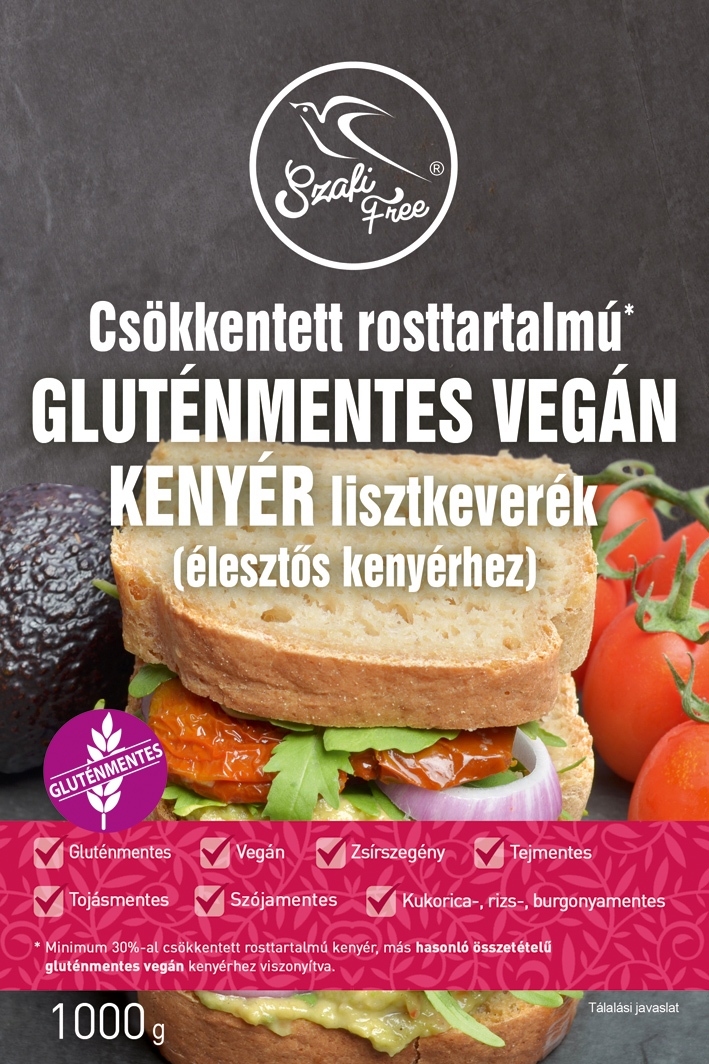 Szafi
Free
®
Csökkentett rosttartalmú*
GLUTÉNMENTES VEGÁN
KENYÉR lisztkeverék
(élesztős kenyérhez)
GLUTÉNMENTES
Gluténmentes Vegán Zsírszegény Tejmentes
Tojásmentes Szójamentes Kukorica-, rizs-, burgonyamentes
* Minimum 30%-al csökkentett rosttartalmú kenyér, más hasonló összetételű
gluténmentes vegán kenyérhez viszonyítva.
1000 g
Tálalási javaslat